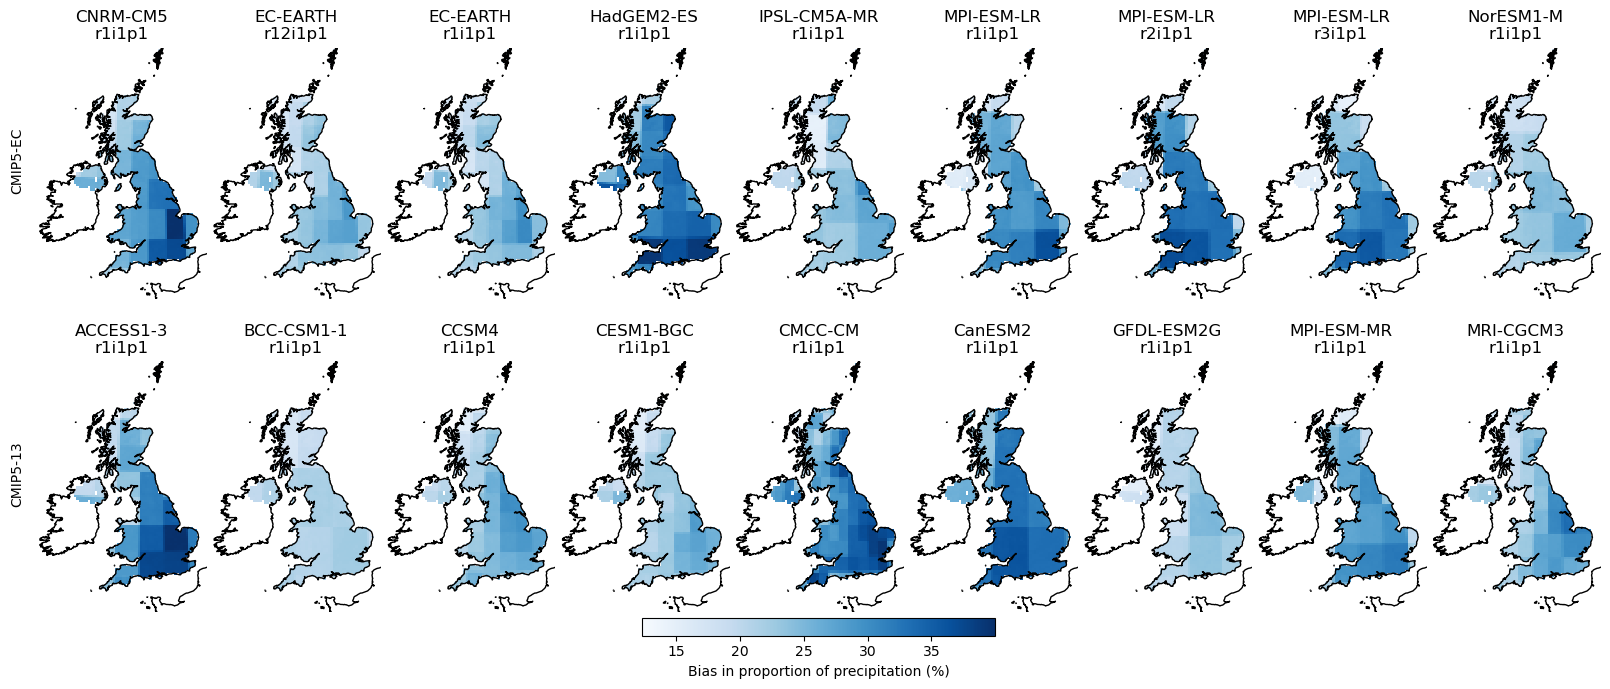 CNRM-CM5
r1i1p1
EC-EARTH
r12i1p1
EC-EARTH
r1i1p1
HadGEM2-ES
r1i1p1
IPSL-CM5A-MR
r1i1p1
MPI-ESM-LR
r1i1p1
MPI-ESM-LR
r2i1p1
MPI-ESM-LR
r3i1p1
NorESM1-M
r1i1p1
CMIP5-EC
ACCESS1-3
r1i1p1
BCC-CSM1-1
r1i1p1
CCSM4
r1i1p1
CESM1-BGC
r1i1p1
CMCC-CM
r1i1p1
CanESM2
r1i1p1
GFDL-ESM2G
r1i1p1
MPI-ESM-MR
r1i1p1
MRI-CGCM3
r1i1p1
CMIP5-13
15 20 25 30 35
Bias in proportion of precipitation (%)